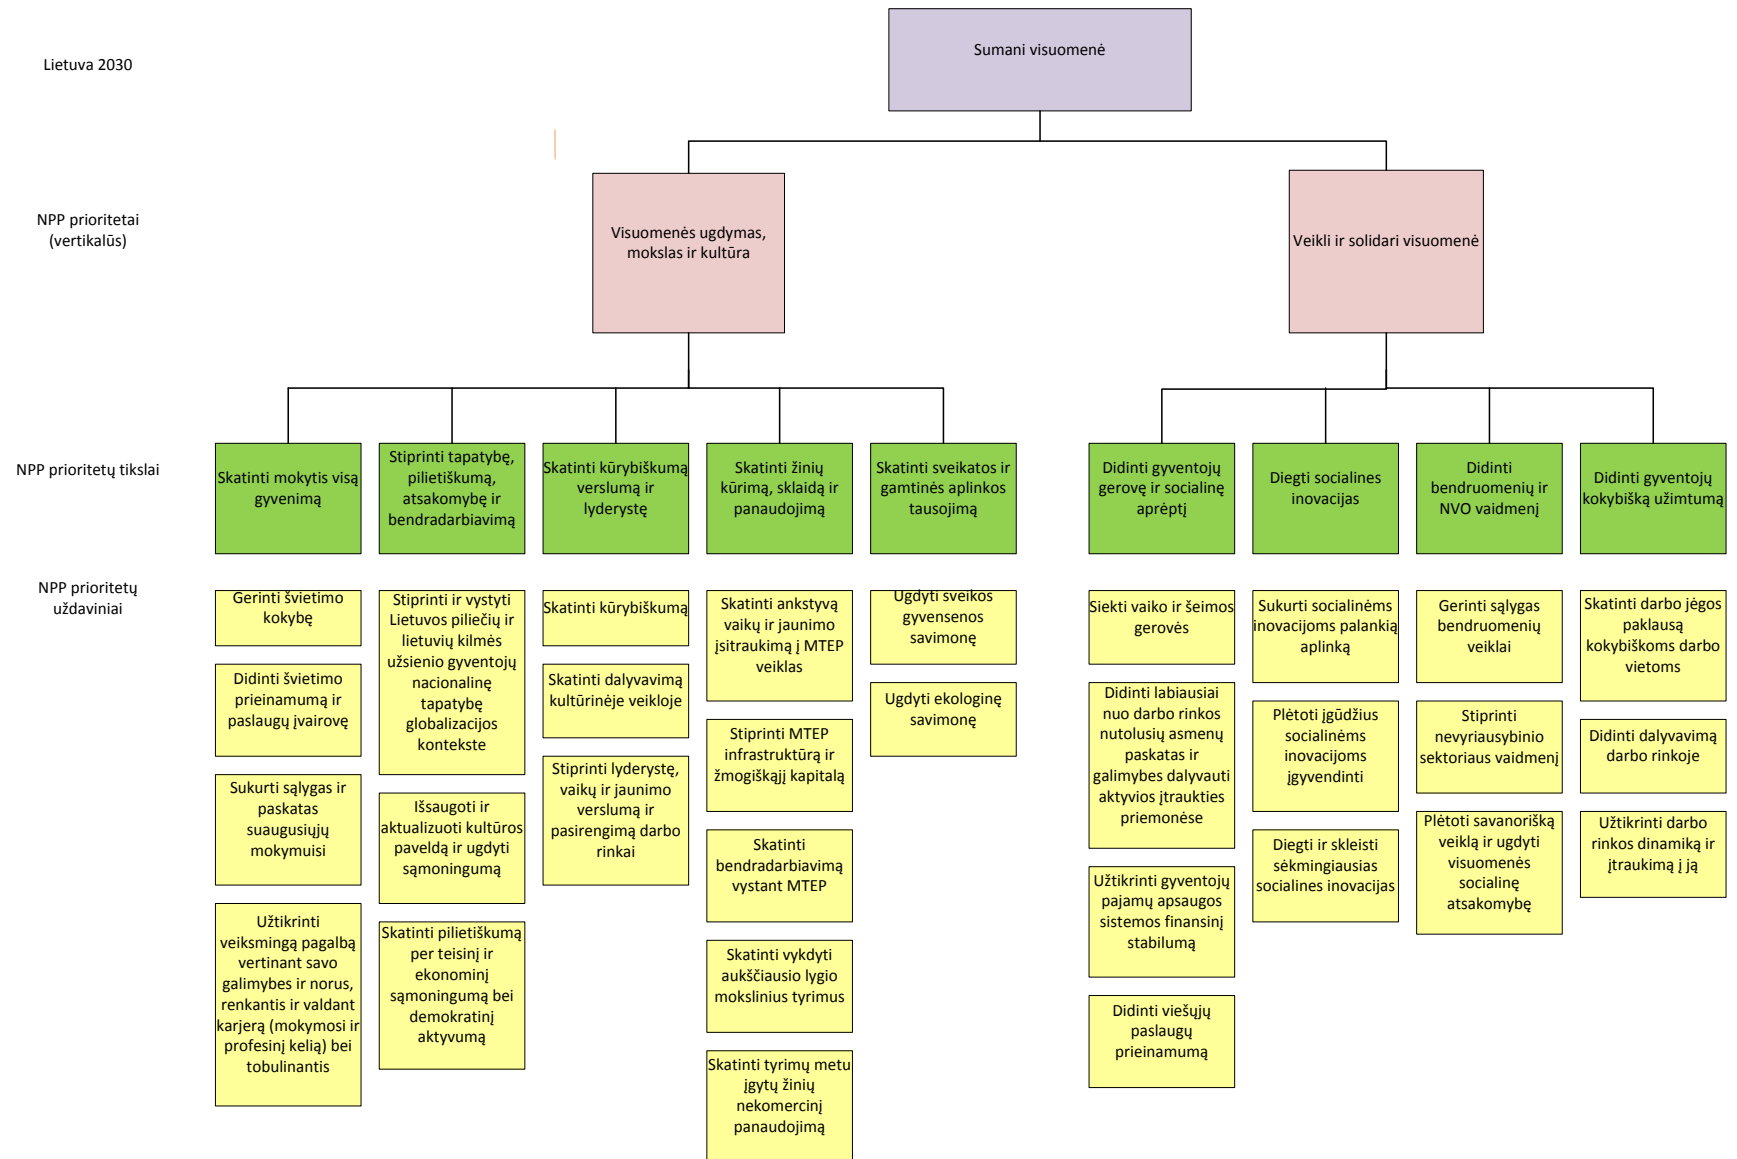 Lietuva 2030
Sumani visuomenė
NPP prioritetai
(vertikalūs)
Visuomenės ugdymas,
mokslas ir kultūra
Veikli ir solidari visuomenė
NPP prioritetų tikslai
Skatinti mokytis visą
gyvenimą
Stiprinti tapatybę,
pilietiškumą,
atsakomybę ir
bendradarbiavimą
Skatinti kūrybiškumą
verslumą ir
lyderystę
Skatinti žinių
kūrimą, sklaidą ir
panaudojimą
Skatinti sveikatos ir
gamtinės aplinkos
tausojimą
Didinti gyventojų
gerovę ir socialinę
aprėptį
Diegti socialines
inovacijas
Didinti
bendruomenių ir
NVO vaidmenį
Didinti gyventojų
kokybišką užimtumą
NPP prioritetų
uždaviniai
Gerinti švietimo
kokybę
Didinti švietimo
prieinamumą ir
paslaugų įvairovę
Sukurti sąlygas ir
paskatas
suaugusiųjų
mokymuisi
Užtikrinti
veiksmingą pagalbą
vertinant savo
galimybes ir norus,
renkantis ir valdant
karjerą (mokymosi ir
profesinį kelią) bei
tobulinantis
Stiprinti ir vystyti
Lietuvos piliečių ir
lietuvių kilmės
užsienio gyventojų
nacionalinę
tapatybę
globalizacijos
kontekste
Išsaugoti ir
aktualizuoti kultūros
paveldą ir ugdyti
sąmoningumą
Skatinti pilietiškumą
per teisinį ir
ekonominį
sąmoningumą bei
demokratinį
aktyvumą
Skatinti kūrybiškumą
Skatinti dalyvavimą
kultūrinėje veikloje
Stiprinti lyderystę,
vaikų ir jaunimo
verslumą ir
pasirengimą darbo
rinkai
Skatinti ankstyvą
vaikų ir jaunimo
įsitraukimą į MTEP
veiklas
Stiprinti MTEP
infrastruktūrą ir
žmogiškąjį kapitalą
Skatinti
bendradarbiavimą
vystant MTEP
Skatinti vykdyti
aukščiausio lygio
mokslinius tyrimus
Skatinti tyrimų metu
įgytų žinių
nekomercinį
panaudojimą
Ugdyti sveikos
gyvensenos
savimonę
Ugdyti ekologinę
savimonę
Siekti vaiko ir šeimos
gerovės
Didinti labiausiai
nuo darbo rinkos
nutolusių asmenų
paskatas ir
galimybes dalyvauti
aktyvios įtraukties
priemonėse
Užtikrinti gyventojų
pajamų apsaugos
sistemos finansinį
stabilumą
Didinti viešųjų
paslaugų
prieinamumą
Sukurti socialinėms
inovacijoms palankią
aplinką
Plėtoti įgūdžius
socialinėms
inovacijoms
įgyvendinti
Diegti ir skleisti
sėkmingiausias
socialines inovacijas
Gerinti sąlygas
bendruomenių
veiklai
Stiprinti
nevyriausybinio
sektoriaus vaidmenį
Plėtoti savanorišką
veiklą ir ugdyti
visuomenės
socialinę
atsakomybę
Skatinti darbo jėgos
paklausą
kokybiškoms darbo
vietoms
Didinti dalyvavimą
darbo rinkoje
Užtikrinti darbo
rinkos dinamiką ir
įtraukimą į ją